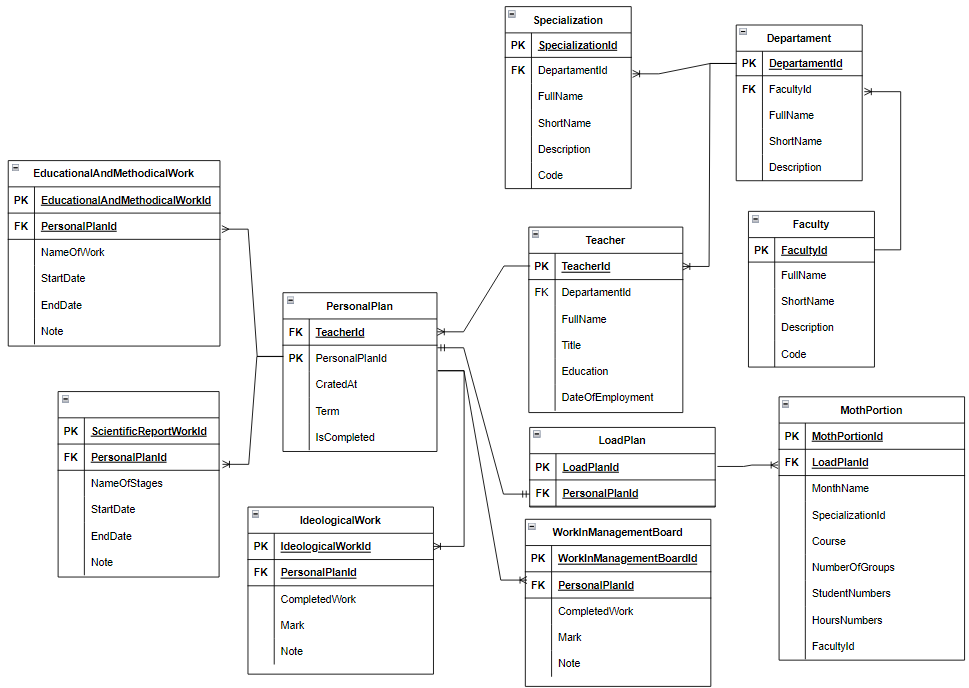 Specialization
PK SpecializationId
FK DepartamentId
FullName
ShortName
Description
Code
Departament
PK DepartamentId
FK FacultyId
FullName
ShortName
Description
EducationalAndMethodicalWork
PK EducationalAndMethodicalWorkId
FK PersonalPlanId
NameOfWork
StartDate
EndDate
Note
Faculty
PK FacultyId
FullName
ShortName
Description
Code
Teacher
PK TeacherId
FK DepartamentId
FullName
Title
Education
DateOfEmployment
PersonalPlan
FK TeacherId
PK PersonalPlanId
CratedAt
Term
IsCompleted
PK ScientificReportWorkId
FK PersonalPlanId
NameOfStages
StartDate
EndDate
Note
LoadPlan
PK LoadPlanId
FK PersonalPlanId
MothPortion
PK MothPortionId
FK LoadPlanId
MonthName
SpecializationId
Course
NumberOfGroups
StudentNumbers
HoursNumbers
FacultyId
IdeologicalWork
PK IdeologicalWorkId
FK PersonalPlanId
CompletedWork
Mark
Note
WorkInManagementBoard
PK WorkInManagementBoardId
FK PersonalPlanId
CompletedWork
Mark
Note